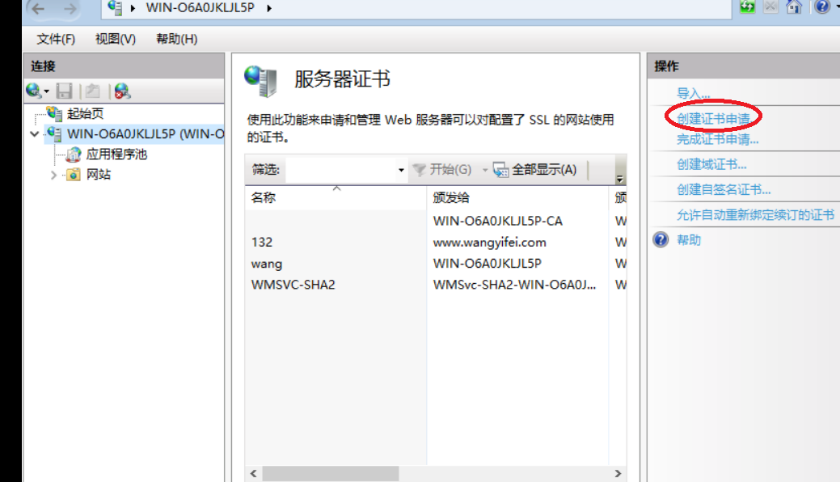 WIN-O6A0JKLJL5P
文件(F) 视图(V) 帮助(H)
连接
起始页
WIN-O6A0JKLJL5P (WIN-O
应用程序池
网站
服务器证书
使用此功能来申请和管理 Web 服务器可以对配置了 SSL 的网站使用
的证书。
筛选: 开始(G) 全部显示(A)
名称 颁发给 颁
WIN-O6A0JKLJL5P-CA W
132 www.wangyifei.com W
wang WIN-O6A0JKLJL5P W
WMSVC-SHA2 WMSvc-SHA2-WIN-O6A0J... W
操作
导入...
创建证书申请...
完成证书申请...
创建域证书...
创建自签名证书...
允许自动重新绑定续订的证书
帮助